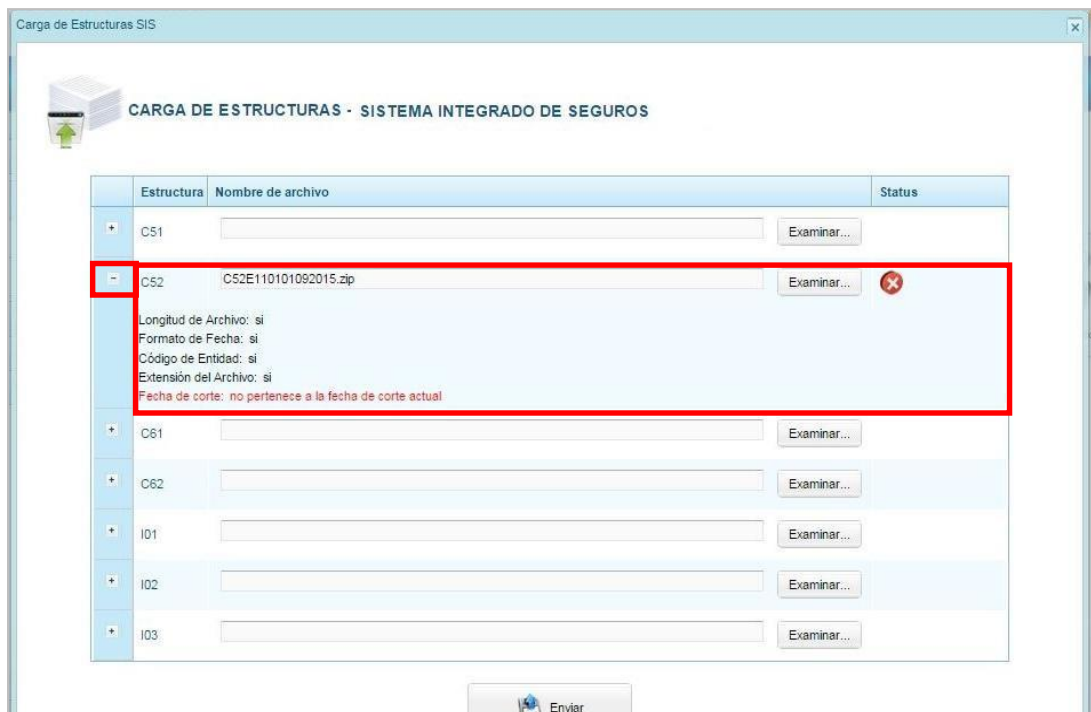 Carga de Estructuras SIS
CARGA DE ESTRUCTURAS - SISTEMA INTEGRADO DE SEGUROS
Estructura Nombre de archivo Status
+ C51 Examinar...
- C52 C52E110101092015.zip Examinar...
Longitud de Archivo: si
Formato de Fecha: si
Código de Entidad: si
Extensión del Archivo: si
Fecha de corte: no pertenece a la fecha de corte actual
+ C61 Examinar...
+ C62 Examinar...
+ I01 Examinar...
+ I02 Examinar...
+ I03 Examinar...
Enviar